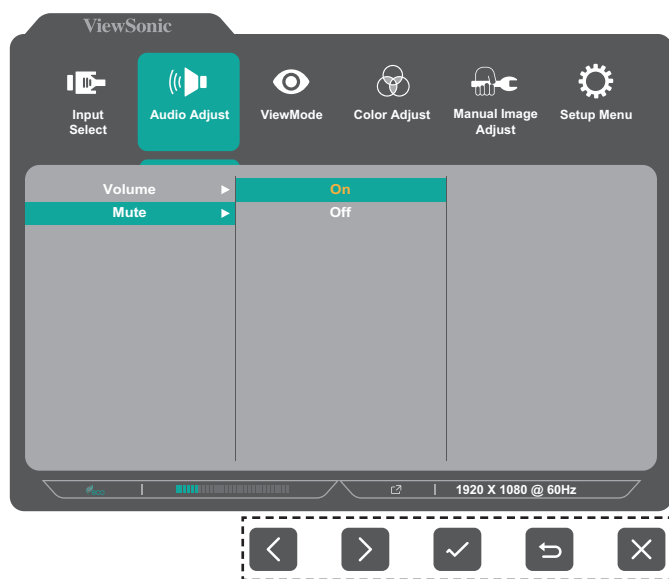 ViewSonic
Input
Select
Audio Adjust
ViewMode
Color Adjust
Manual Image
Adjust
Setup Menu
Volume
On
Mute
Off
eco
1920 X 1080 @ 60Hz